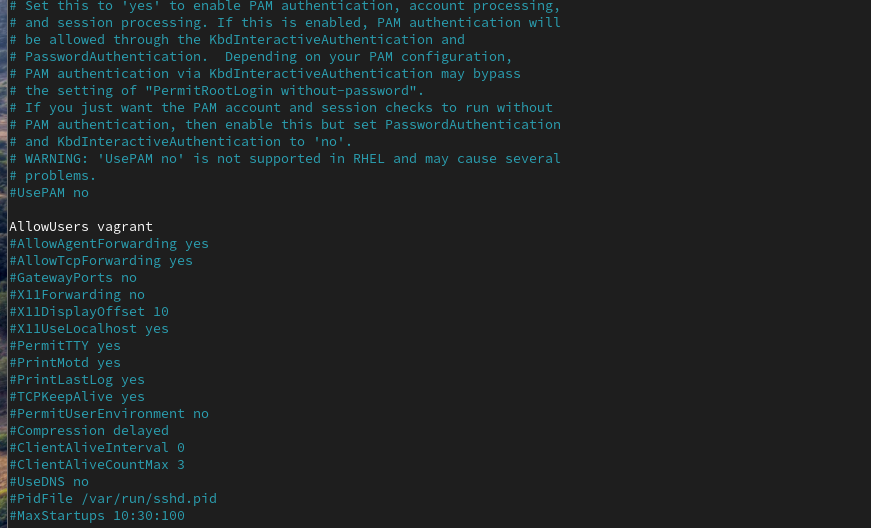 # Set this to 'yes' to enable PAM authentication, account processing,
# and session processing. If this is enabled, PAM authentication will
# be allowed through the KbdInteractiveAuthentication and
# PasswordAuthentication.  Depending on your PAM configuration,
# PAM authentication via KbdInteractiveAuthentication may bypass
# the setting of "PermitRootLogin without-password".
# If you just want the PAM account and session checks to run without
# PAM authentication, then enable this but set PasswordAuthentication
# and KbdInteractiveAuthentication to 'no'.
# WARNING: 'UsePAM no' is not supported in RHEL and may cause several
# problems.
#UsePAM no

AllowUsers vagrant
#AllowAgentForwarding yes
#AllowTcpForwarding yes
#GatewayPorts no
#X11Forwarding no
#X11DisplayOffset 10
#X11UseLocalhost yes
#PermitTTY yes
#PrintMotd yes
#PrintLastLog yes
#TCPKeepAlive yes
#PermitUserEnvironment no
#Compression delayed
#ClientAliveInterval 0
#ClientAliveCountMax 3
#UseDNS no
#PidFile /var/run/sshd.pid
#MaxStartups 10:30:100